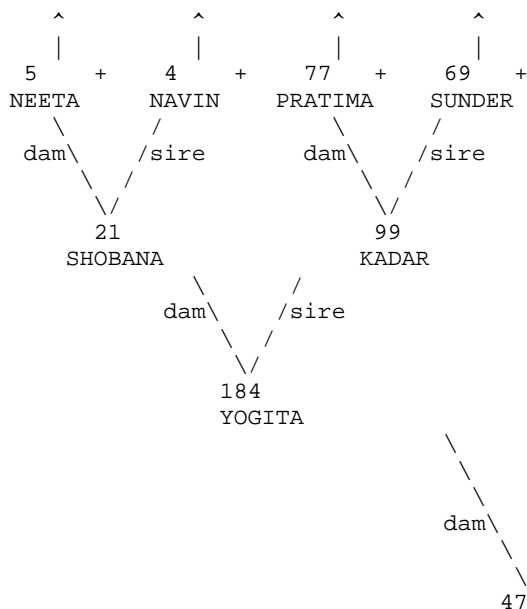 ^ ^ ^ ^
| | | |
5 + 4 + 77 + 69 +
NEETA NAVIN PRATIMA SUNDER
\ / \ /
dam\ /sire dam\ /sire
\ / \ /
\/ \/
21 99
SHOBANA KADAR
\ /
dam\ /sire
\ /
\/
184
YOGITA
\
\
\
dam\
\
\
47